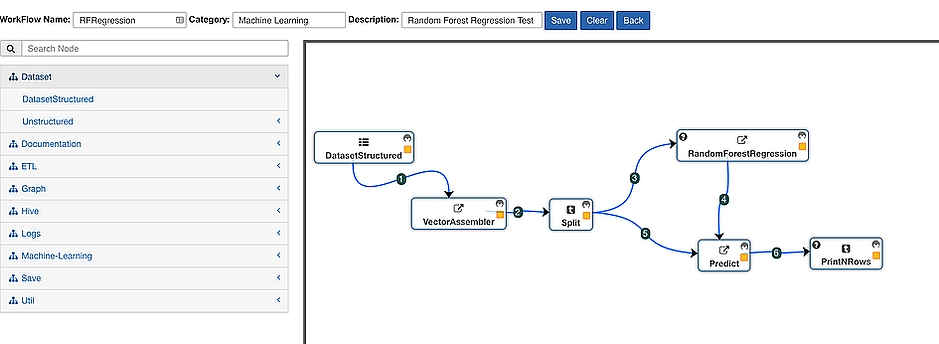 WorkFlow Name: RFRegression Category: Machine Learning Description: Random Forest Regression Test Save Clear Back
Search Node
Dataset
DatasetStructured
Unstructured
Documentation
ETL
Graph
Hive
Logs
Machine-Learning
Save
Util
DatasetStructured
1
VectorAssembler
2
t
Split
3
5
?
RandomForestRegression
4
Predict
6
?
t
PrintNRows